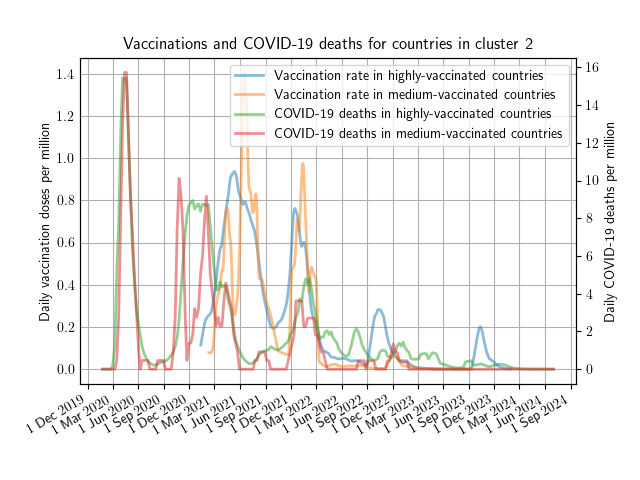 Vaccinations and COVID-19 deaths for countries in cluster 2
Vaccination rate in highly-vaccinated countries
Vaccination rate in medium-vaccinated countries
COVID-19 deaths in highly-vaccinated countries
COVID-19 deaths in medium-vaccinated countries
Daily vaccination doses per million
1.4
1.2
1.0
0.8
0.6
0.4
0.2
0.0
16
14
12
10
8
6
4
2
0
Daily COVID-19 deaths per million
1 Dec 2019
1 Mar 2020
1 Jun 2020
1 Sep 2020
1 Dec 2020
1 Mar 2021
1 Jun 2021
1 Sep 2021
1 Dec 2021
1 Mar 2022
1 Jun 2022
1 Sep 2022
1 Dec 2022
1 Mar 2023
1 Jun 2023
1 Sep 2023
1 Dec 2023
1 Mar 2024
1 Jun 2024
1 Sep 2024